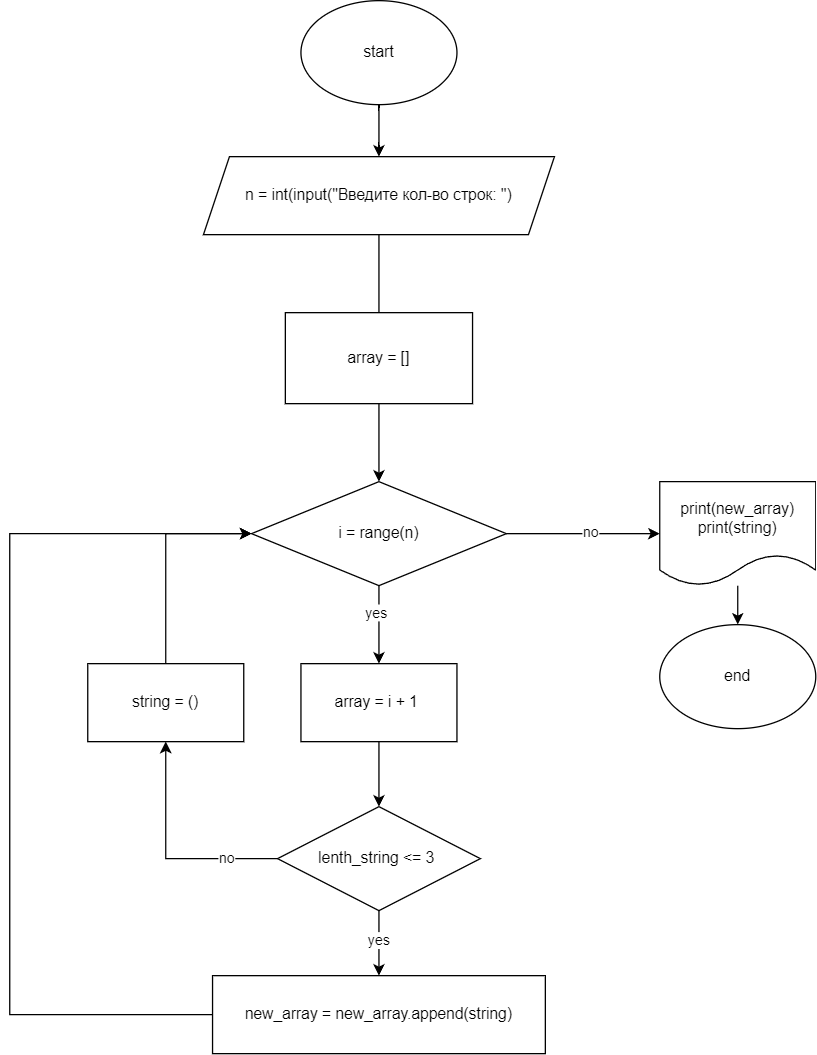 start
n = int(input("Введите кол-во строк: ")
array = []
i = range(n)
no
print(new_array)
print(string)
yes
end
string = ()
array = i + 1
no
lenth_string <= 3
yes
new_array = new_array.append(string)